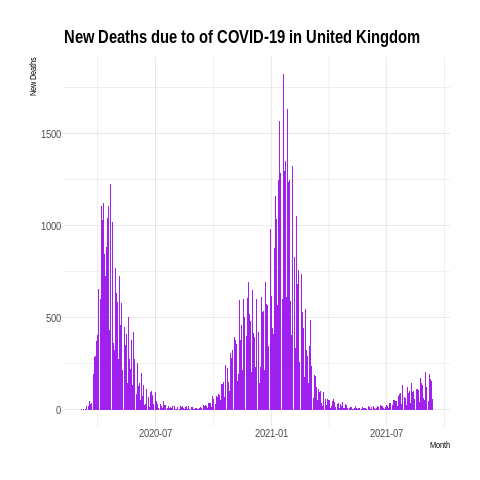 New Deaths due to of COVID-19 in United Kingdom
New Deaths
1500
1000
500
0
2020-07
2021-01
2021-07
Month